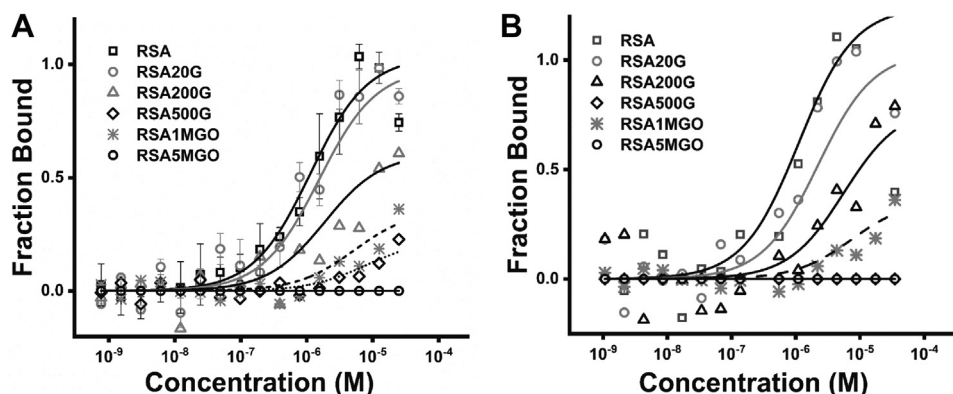 A
RSA
RSA20G
RSA200G
RSA500G
RSA1MGO
RSA5MGO
Fraction Bound
1.0
0.5
0.0
10-9
10-8
10-7
10-6
10-5
10-4
Concentration (M)
B
RSA
RSA20G
RSA200G
RSA500G
RSA1MGO
RSA5MGO
Fraction Bound
1.0
0.5
0.0
10-9
10-8
10-7
10-6
10-5
10-4
Concentration (M)